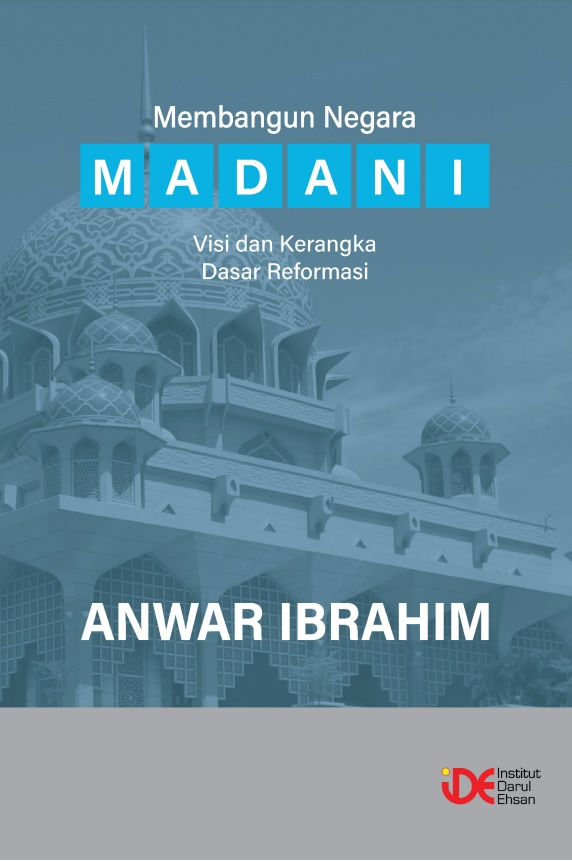 Membangun Negara
MADANI
Visi dan Kerangka
Dasar Reformasi
ANWAR IBRAHIM
iDE
Institut
Darul
Ehsan